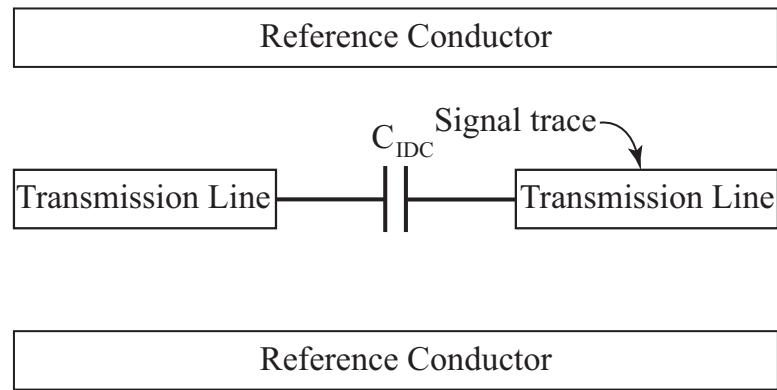 Reference Conductor
Signal trace
C_IDC
Transmission Line
Transmission Line
Reference Conductor